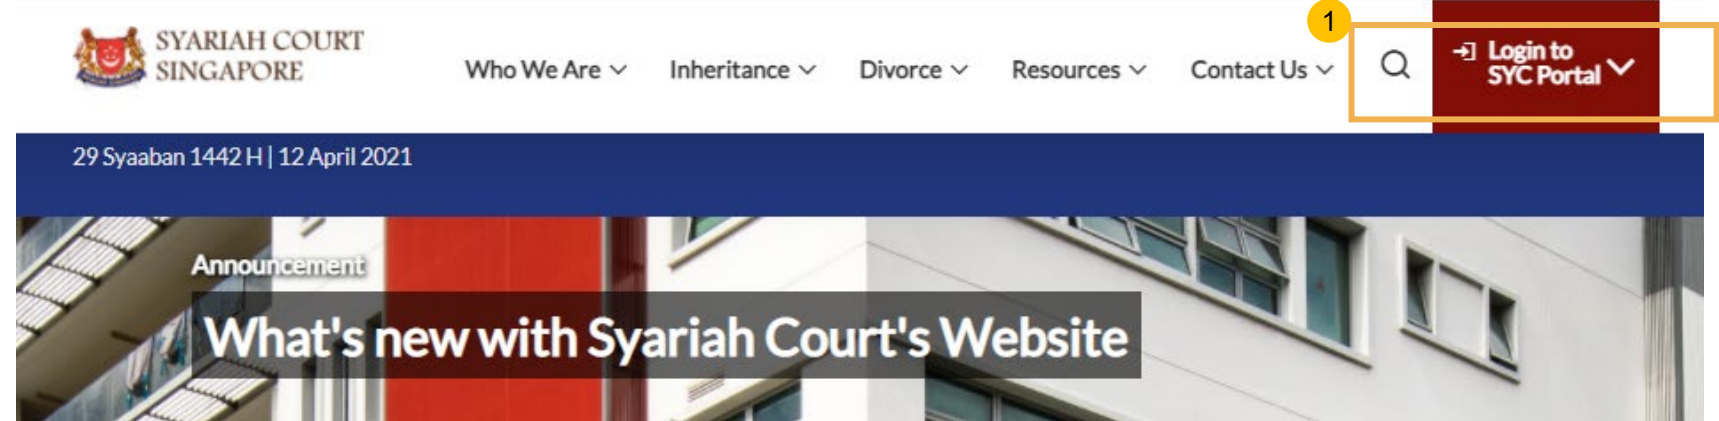 SYARIAH COURT
SINGAPORE
Who We Are
Inheritance
Divorce
Resources
Contact Us
1
Login to
SYC Portal
29 Syaaban 1442 H | 12 April 2021
Announcement
What's new with Syariah Court's Website